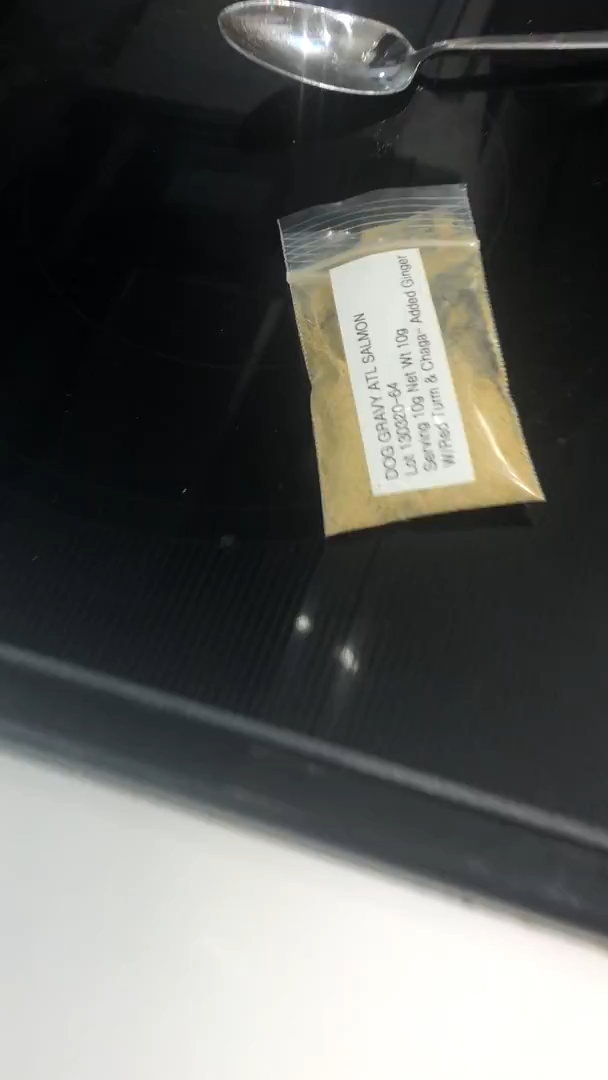 DOG GRAVY ATL SALMON
Lot 130320-64
Serving 10g Net Wt 10g
W/Red Turm & Chaga- Added Ginger